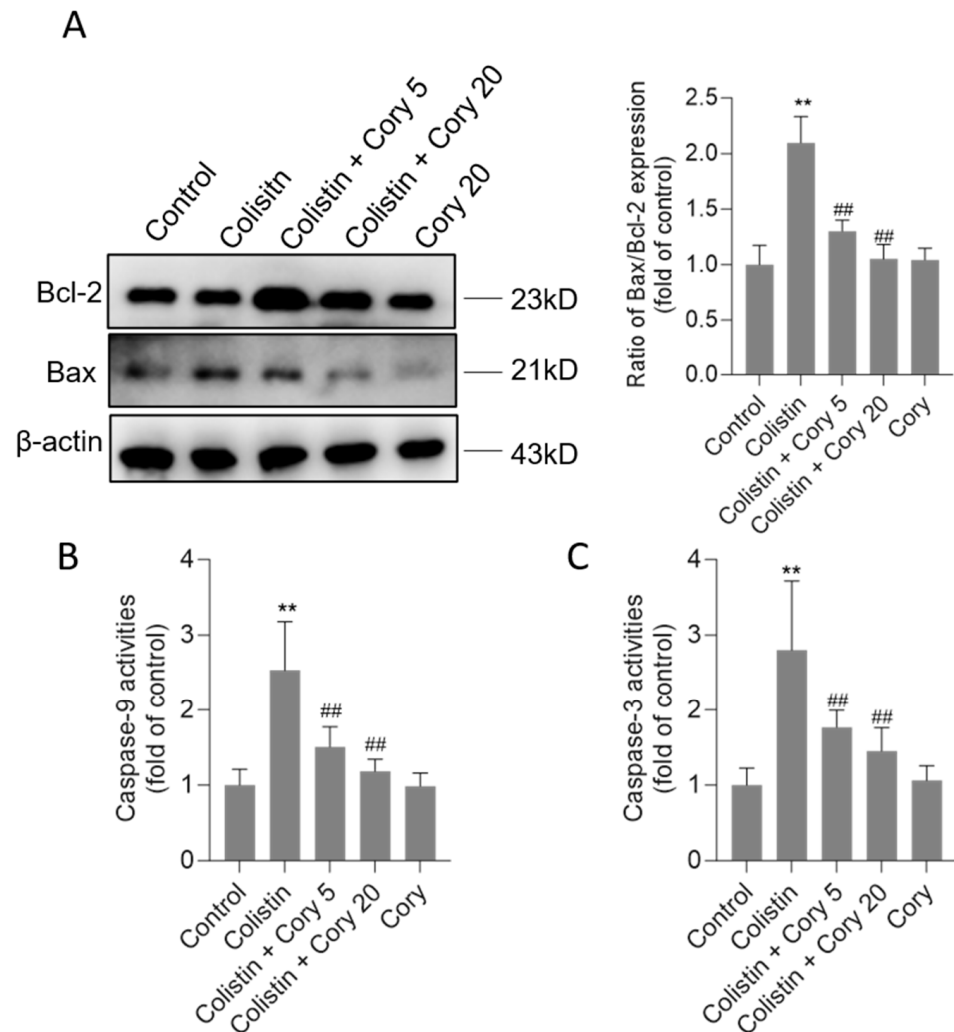 A
Control
Colisitn
Colistin + Cory 5
Colistin + Cory 20
Cory 20
Bcl-2
23kD
Bax
21kD
β-actin
43kD
Ratio of Bax/Bcl-2 expression
(fold of control)
2.5
2.0
1.5
1.0
0.5
0.0
**
##
##
Control
Colistin
Colistin + Cory 5
Colistin + Cory 20
Cory
B
Caspase-9 activities
(fold of control)
4
3
2
1
0
**
##
##
Control
Colistin
Colistin + Cory 5
Colistin + Cory 20
Cory
C
Caspase-3 activities
(fold of control)
4
3
2
1
0
**
##
##
Control
Colistin
Colistin + Cory 5
Colistin + Cory 20
Cory